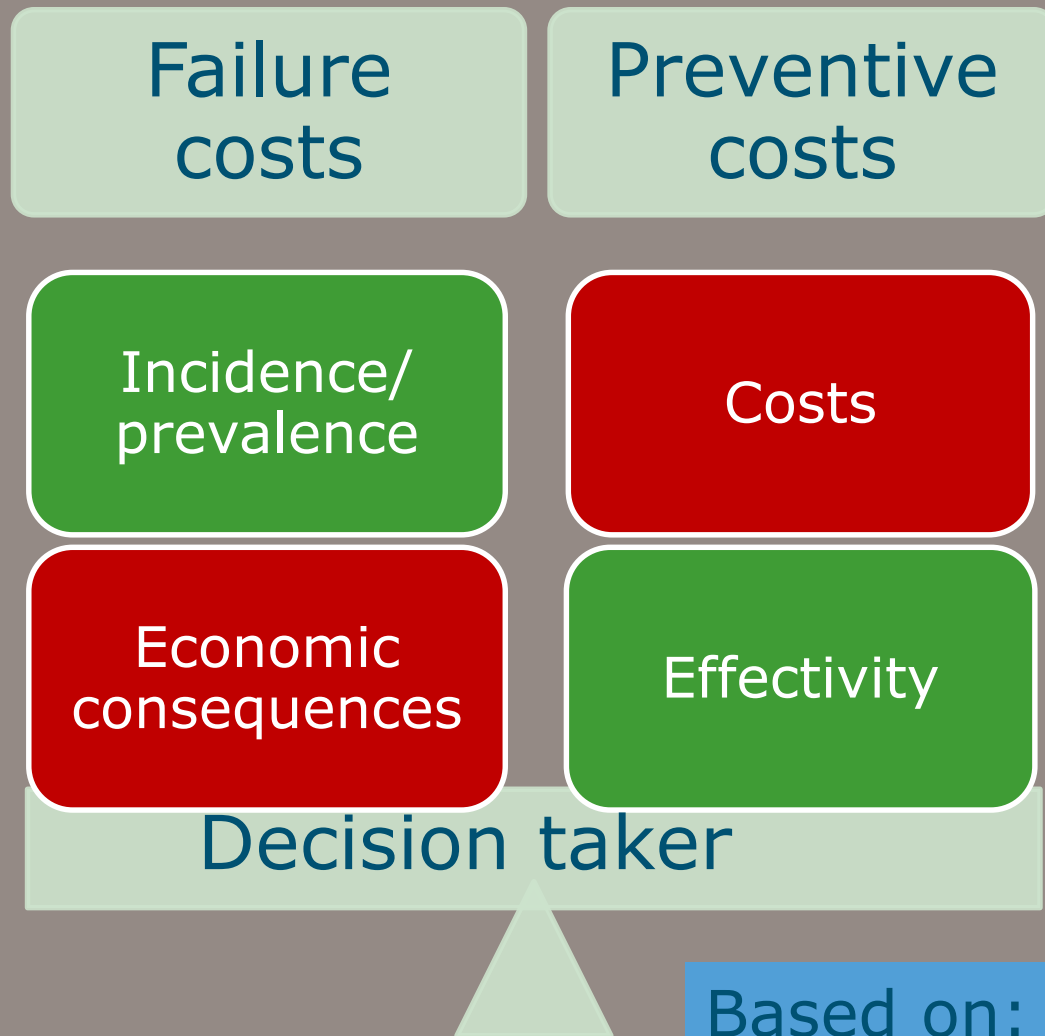 Failure
costs
Preventive
costs
Incidence/
prevalence
Costs
Economic
consequences
Effectivity
Decision taker
Based on: